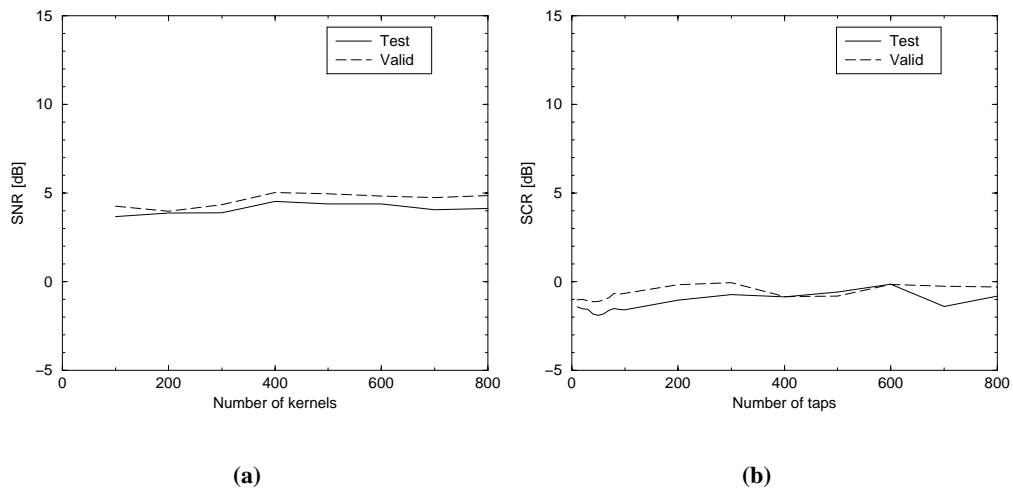 15
10
5
0
−5
SNR [dB]
0
200
400
600
800
Number of kernels
Test
Valid
(a)
15
10
5
0
−5
SCR [dB]
0
200
400
600
800
Number of taps
Test
Valid
(b)